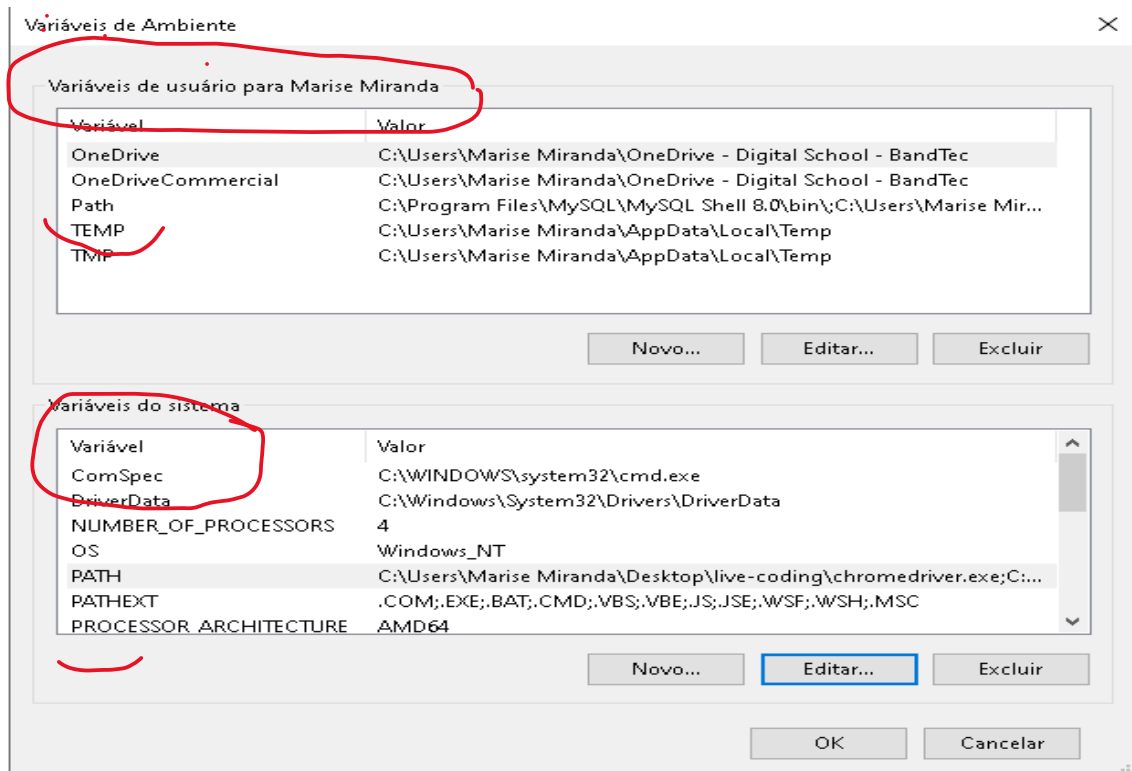 Variáveis de Ambiente
Variáveis de usuário para Marise Miranda
Variável Valor
OneDrive C:\Users\Marise Miranda\OneDrive - Digital School - BandTec
OneDriveCommercial C:\Users\Marise Miranda\OneDrive - Digital School - BandTec
Path C:\Program Files\MySQL\MySQL Shell 8.0\bin\;C:\Users\Marise Mir...
TEMP C:\Users\Marise Miranda\AppData\Local\Temp
TMP C:\Users\Marise Miranda\AppData\Local\Temp
Novo... Editar... Excluir
Variáveis do sistema
Variável Valor
ComSpec C:\WINDOWS\system32\cmd.exe
DriverData C:\Windows\System32\Drivers\DriverData
NUMBER_OF_PROCESSORS 4
OS Windows_NT
PATH C:\Users\Marise Miranda\Desktop\live-coding\chromedriver.exe;C:...
PATHEXT .COM;.EXE;.BAT;.CMD;.VBS;.VBE;.JS;.JSE;.WSF;.WSH;.MSC
PROCESSOR_ARCHITECTURE AMD64
Novo... Editar... Excluir
OK Cancelar